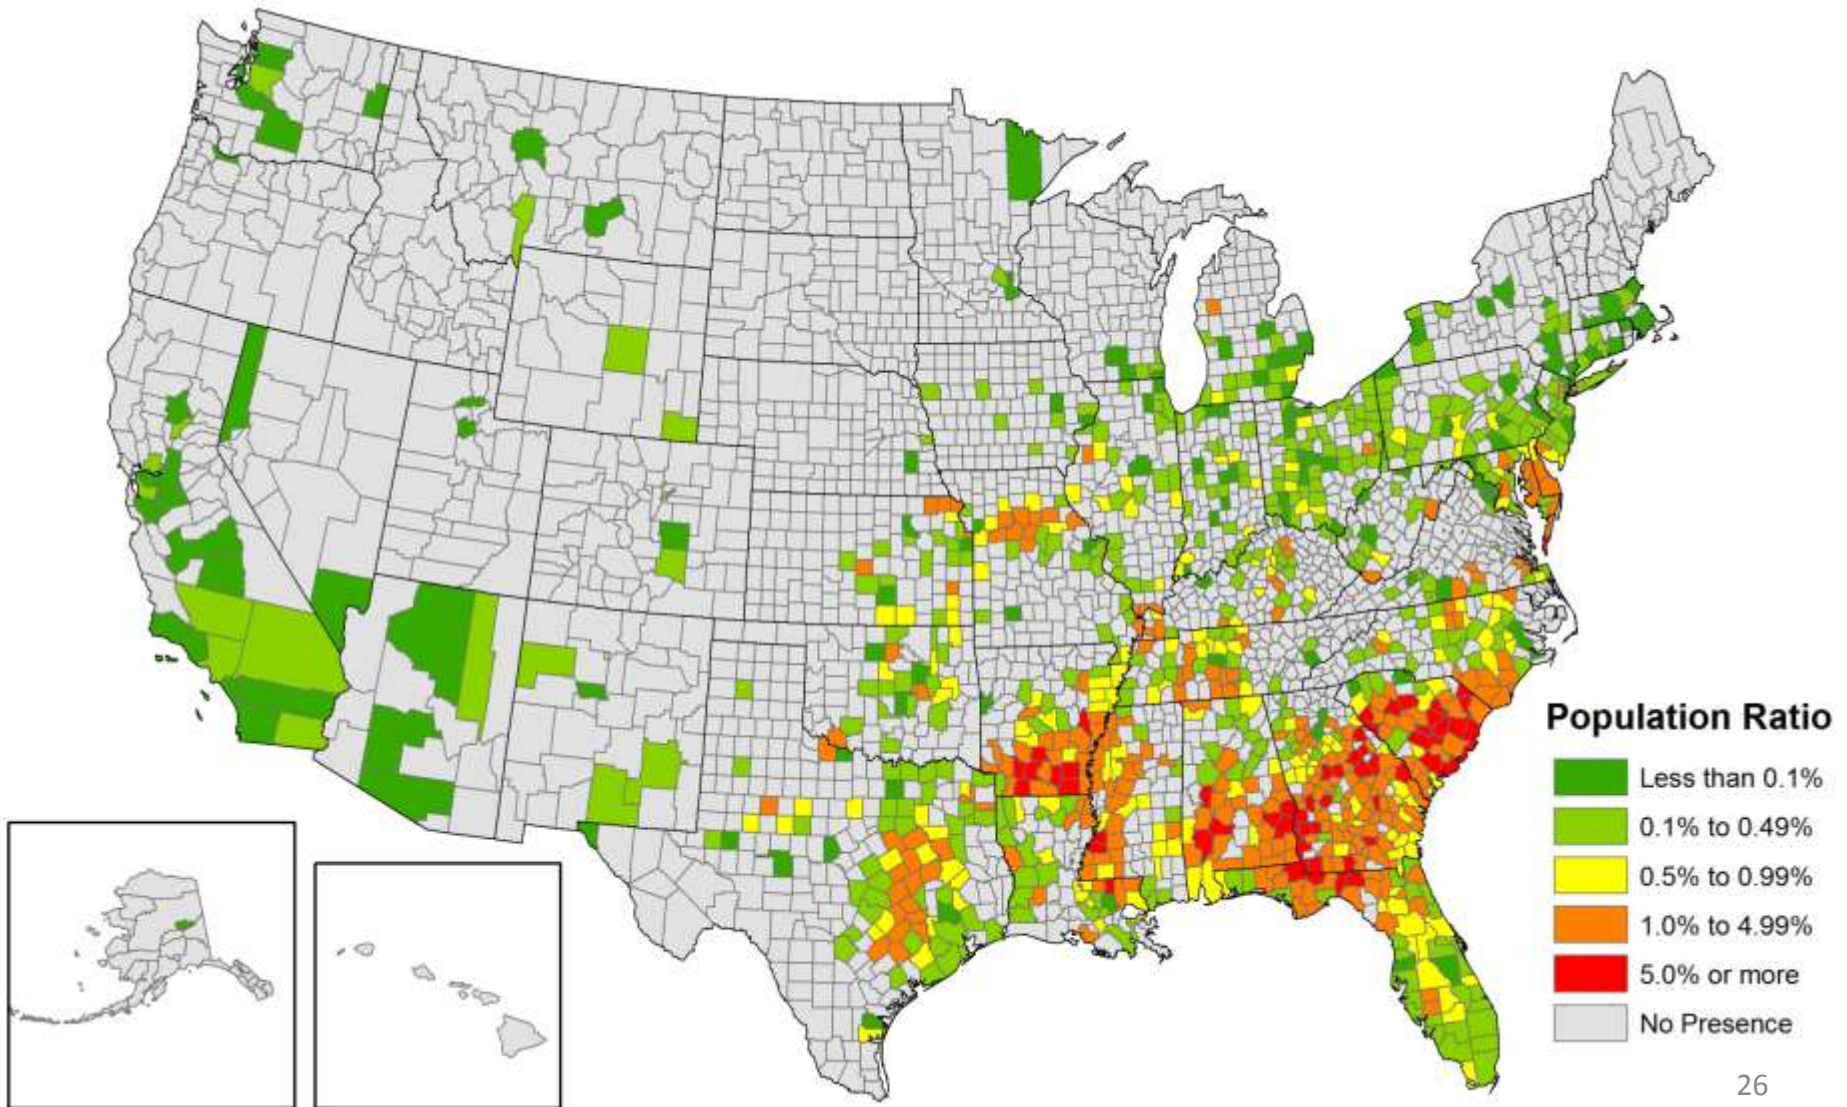 Population Ratio
Less than 0.1%
0.1% to 0.49%
0.5% to 0.99%
1.0% to 4.99%
5.0% or more
No Presence
26